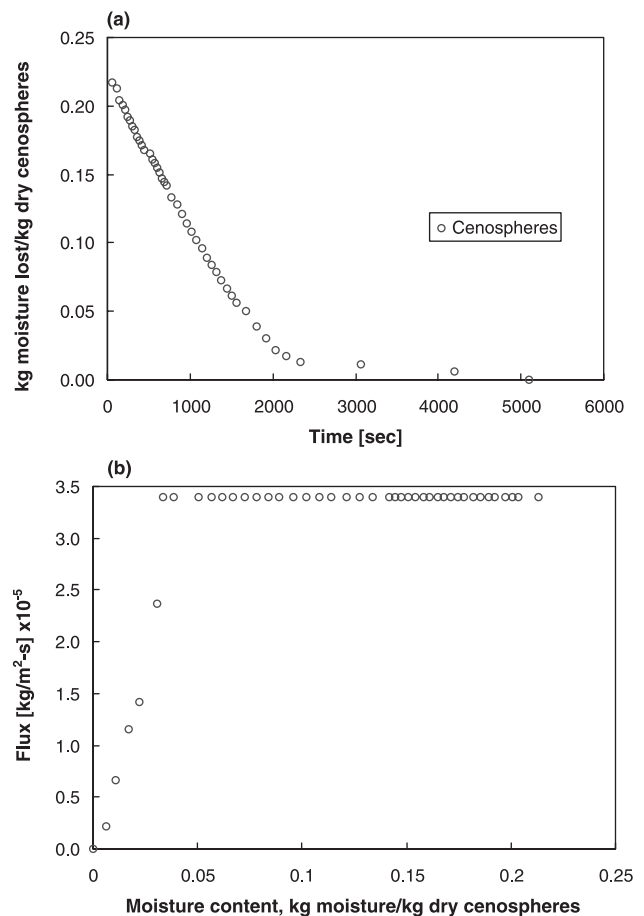 (a)
0.25
0.20
0.15
0.10
0.05
0.00
kg moisture lost/kg dry cenospheres
Cenospheres
0 1000 2000 3000 4000 5000 6000
Time [sec]
(b)
3.5
3.0
2.5
2.0
1.5
1.0
0.5
0.0
Flux [kg/m²-s] x10⁻⁵
0 0.05 0.1 0.15 0.2 0.25
Moisture content, kg moisture/kg dry cenospheres